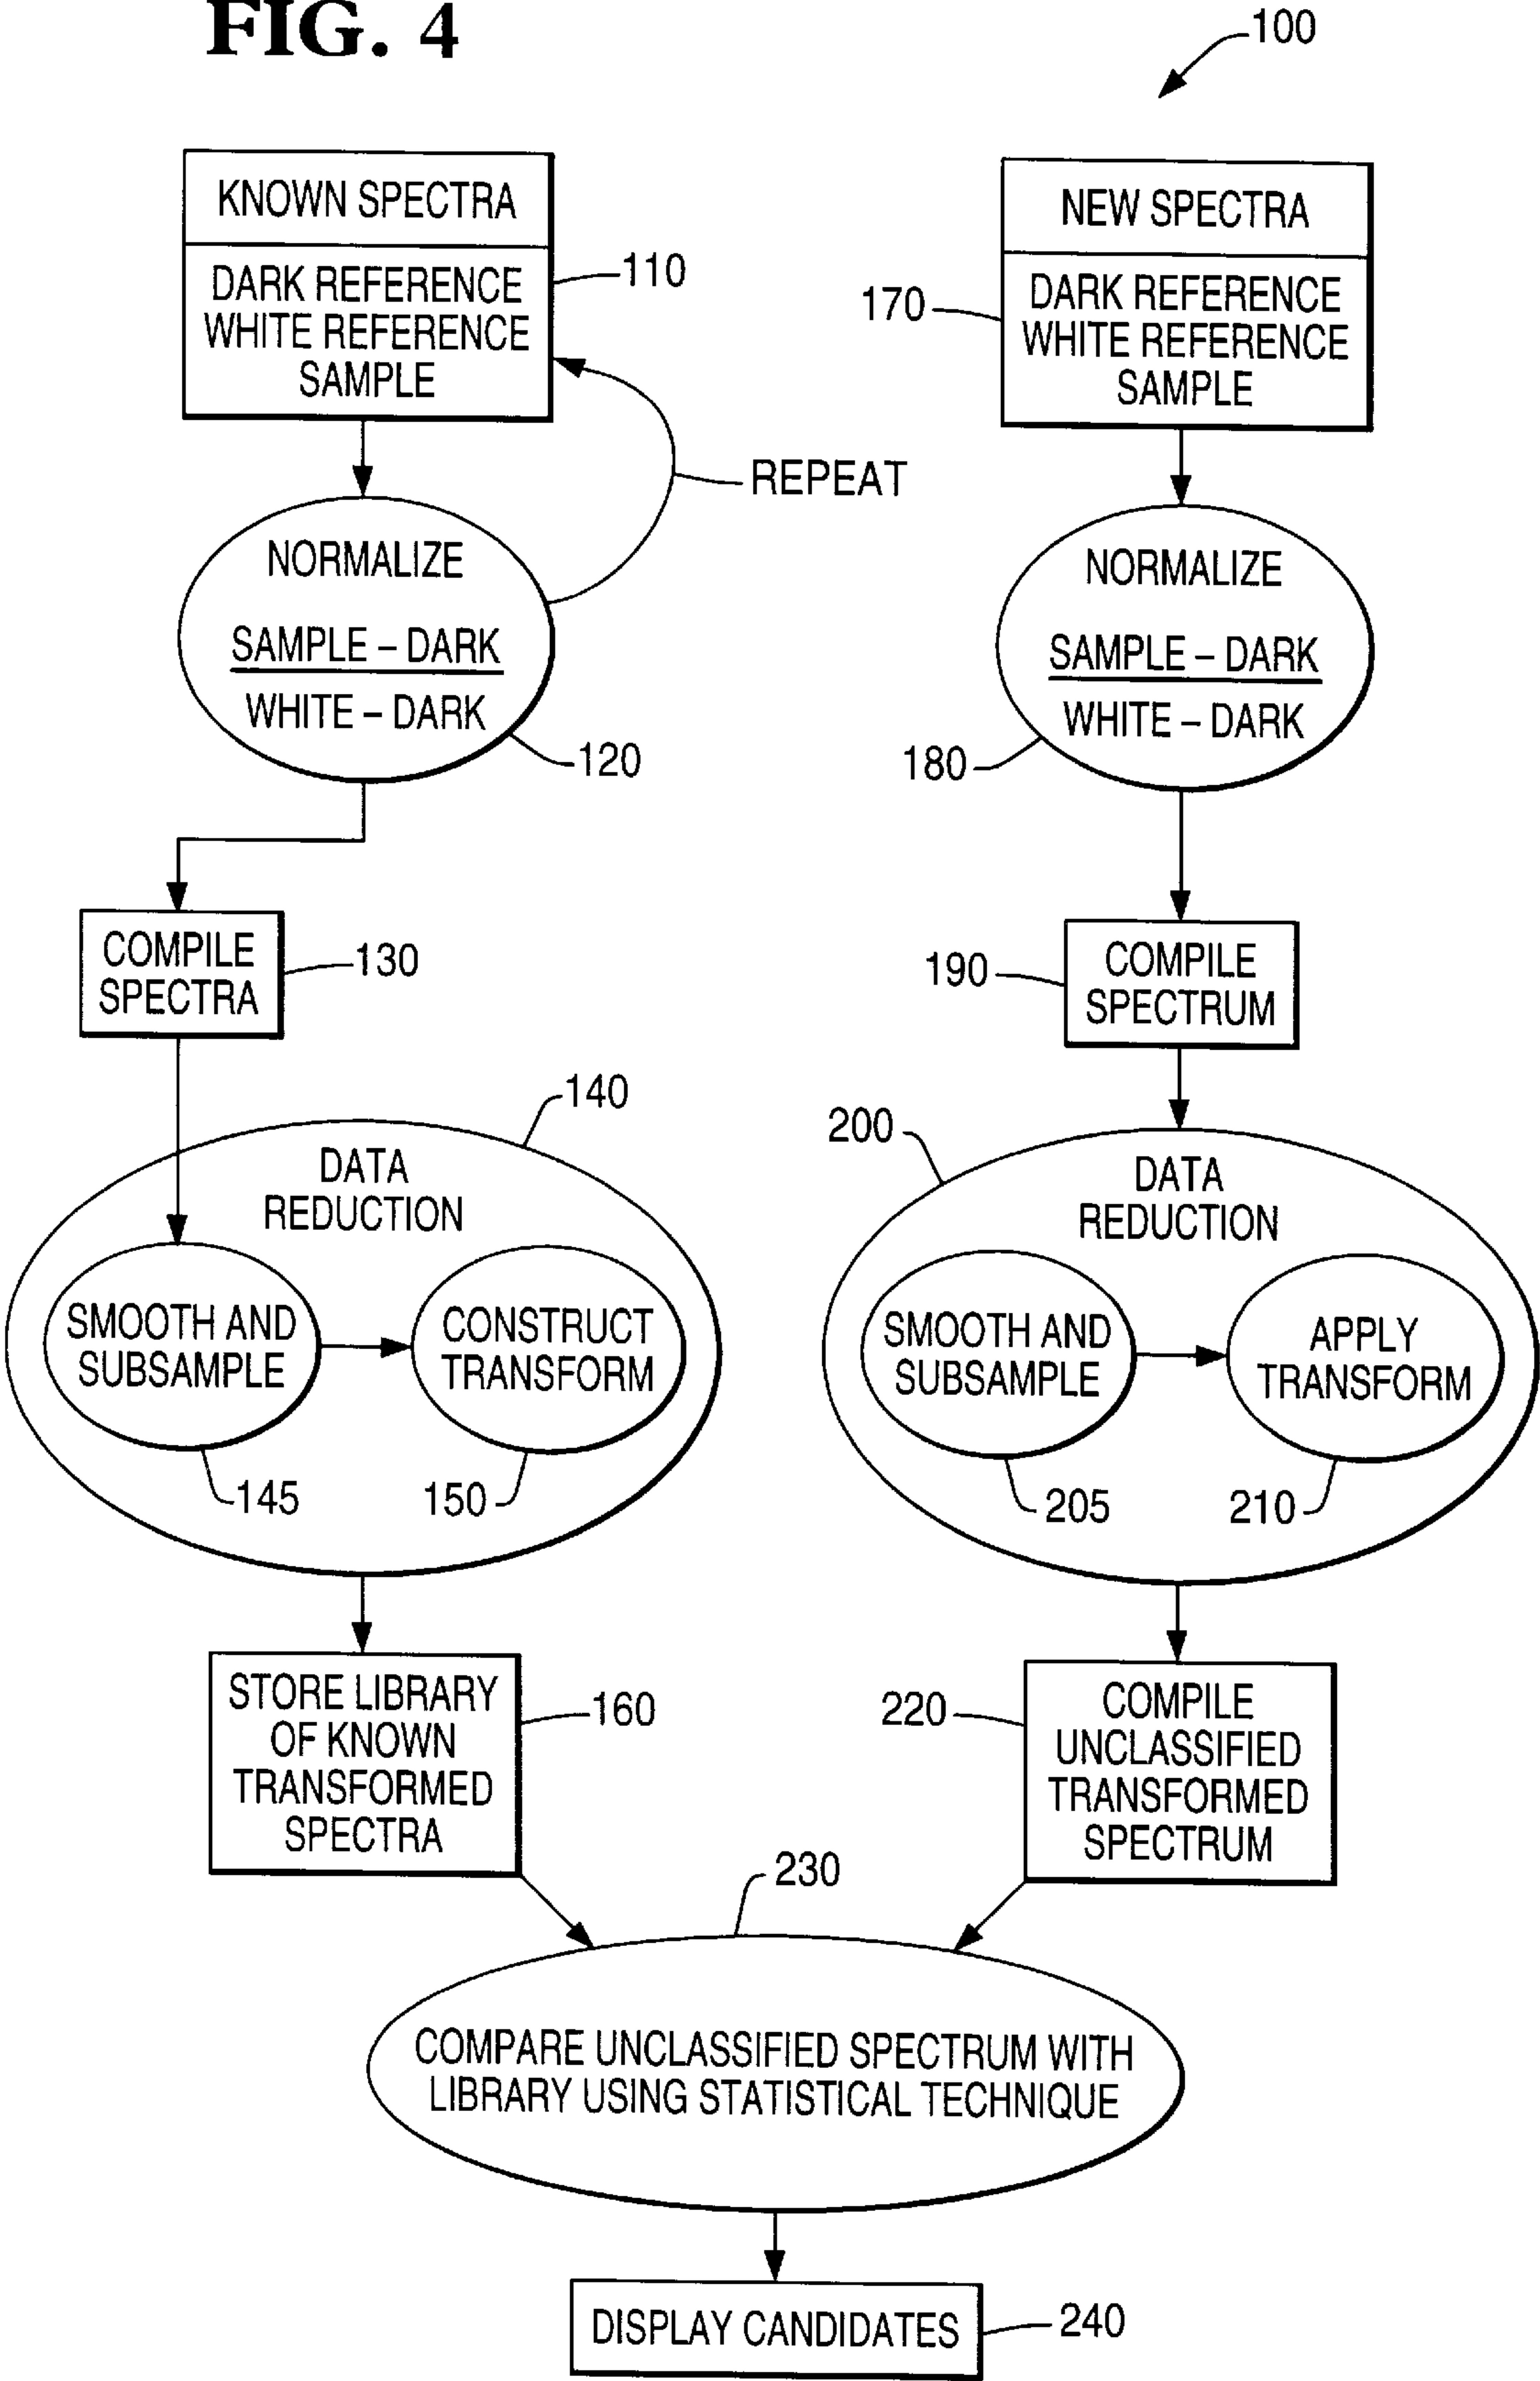 FIG. 4
100
KNOWN SPECTRA
DARK REFERENCE
WHITE REFERENCE
SAMPLE
110
REPEAT
NORMALIZE
SAMPLE – DARK
WHITE – DARK
120
COMPILE
SPECTRA
130
140
DATA
REDUCTION
SMOOTH AND
SUBSAMPLE
145
CONSTRUCT
TRANSFORM
150
STORE LIBRARY
OF KNOWN
TRANSFORMED
SPECTRA
160
NEW SPECTRA
DARK REFERENCE
WHITE REFERENCE
SAMPLE
170
NORMALIZE
SAMPLE – DARK
WHITE – DARK
180
COMPILE
SPECTRUM
190
200
DATA
REDUCTION
SMOOTH AND
SUBSAMPLE
205
APPLY
TRANSFORM
210
COMPILE
UNCLASSIFIED
TRANSFORMED
SPECTRUM
220
230
COMPARE UNCLASSIFIED SPECTRUM WITH
LIBRARY USING STATISTICAL TECHNIQUE
DISPLAY CANDIDATES
240